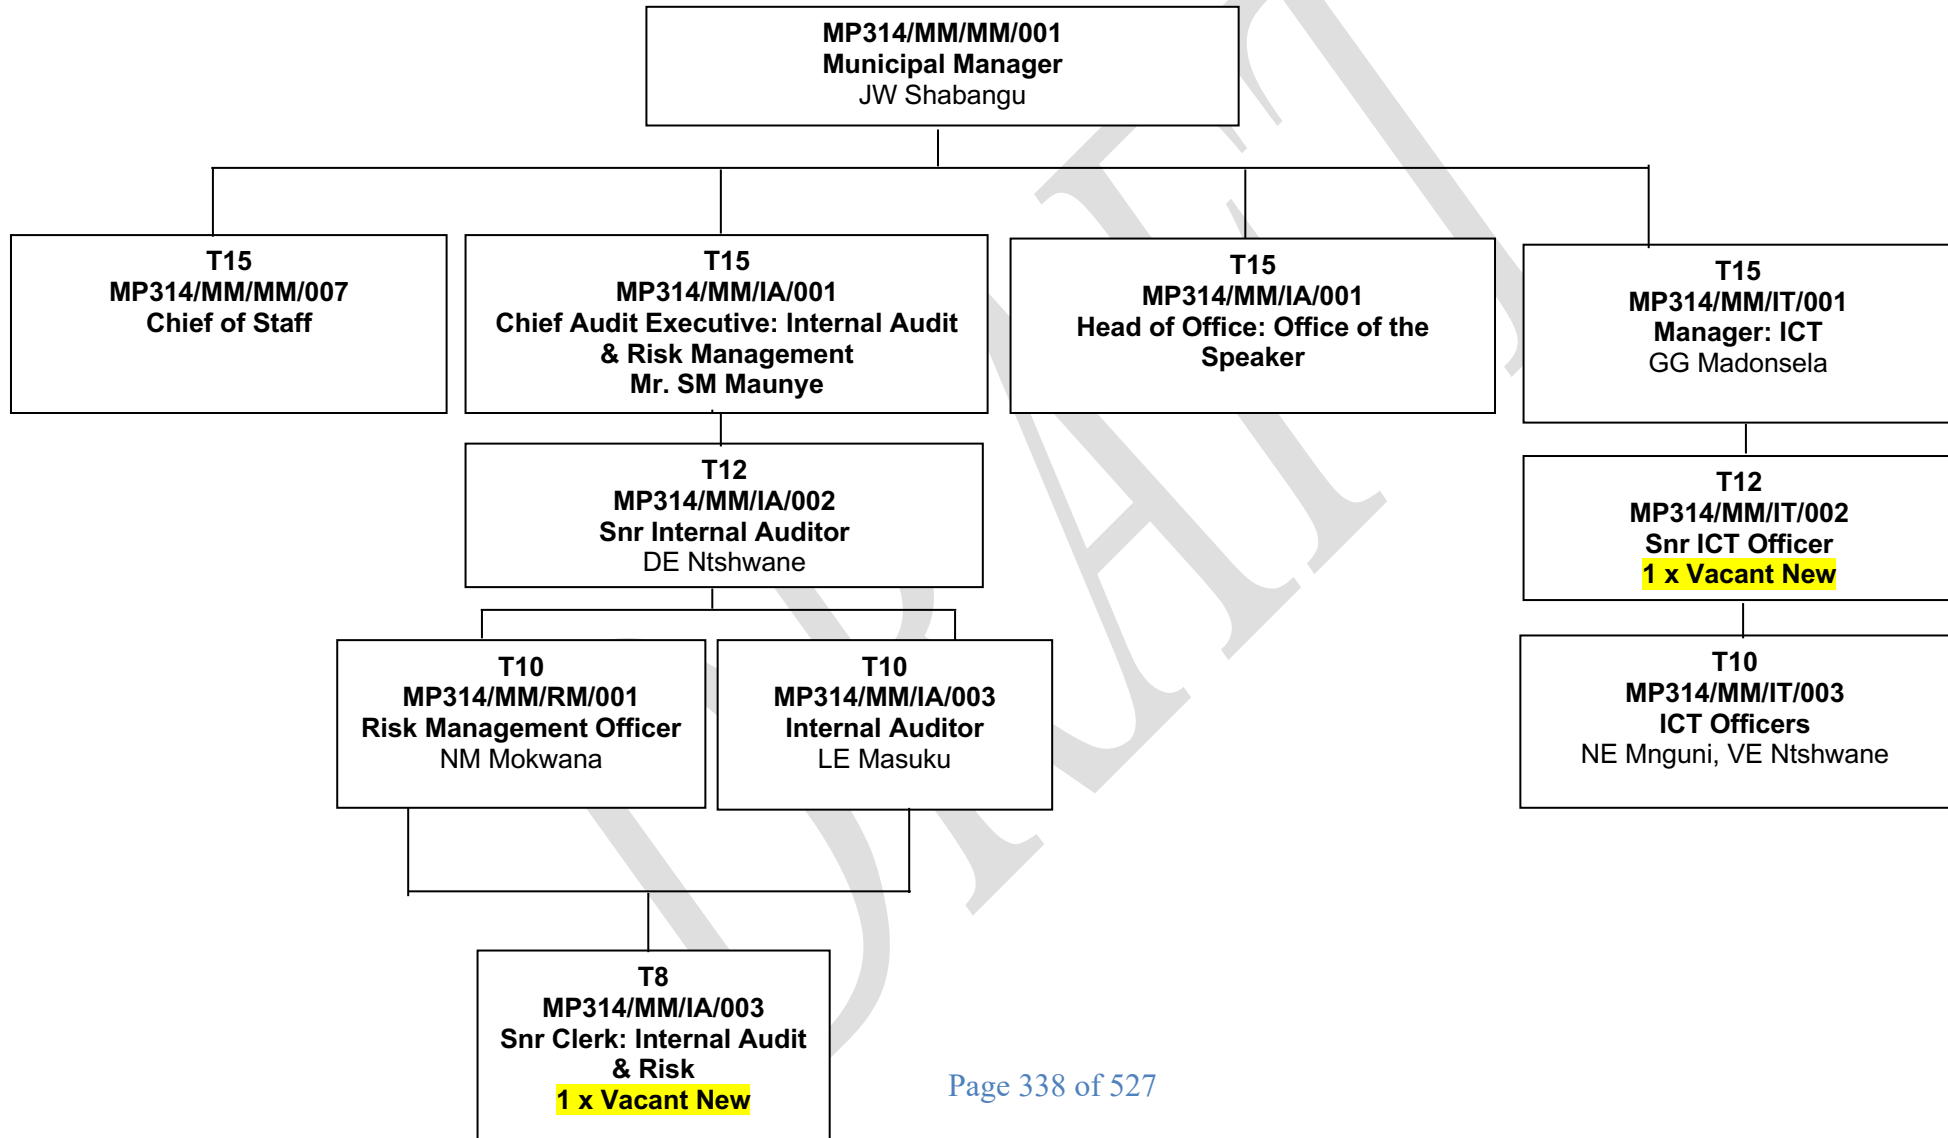 MP314/MM/MM/001
Municipal Manager
JW Shabangu
T15
MP314/MM/MM/007
Chief of Staff
T15
MP314/MM/IA/001
Chief Audit Executive: Internal Audit
& Risk Management
Mr. SM Maunye
T15
MP314/MM/IA/001
Head of Office: Office of the
Speaker
T15
MP314/MM/IT/001
Manager: ICT
GG Madonsela
T12
MP314/MM/IA/002
Snr Internal Auditor
DE Ntshwane
T12
MP314/MM/IT/002
Snr ICT Officer
1 x Vacant New
T10
MP314/MM/RM/001
Risk Management Officer
NM Mokwana
T10
MP314/MM/IA/003
Internal Auditor
LE Masuku
T10
MP314/MM/IT/003
ICT Officers
NE Mnguni, VE Ntshwane
T8
MP314/MM/IA/003
Snr Clerk: Internal Audit
& Risk
1 x Vacant New
Page 338 of 527
DRAFT